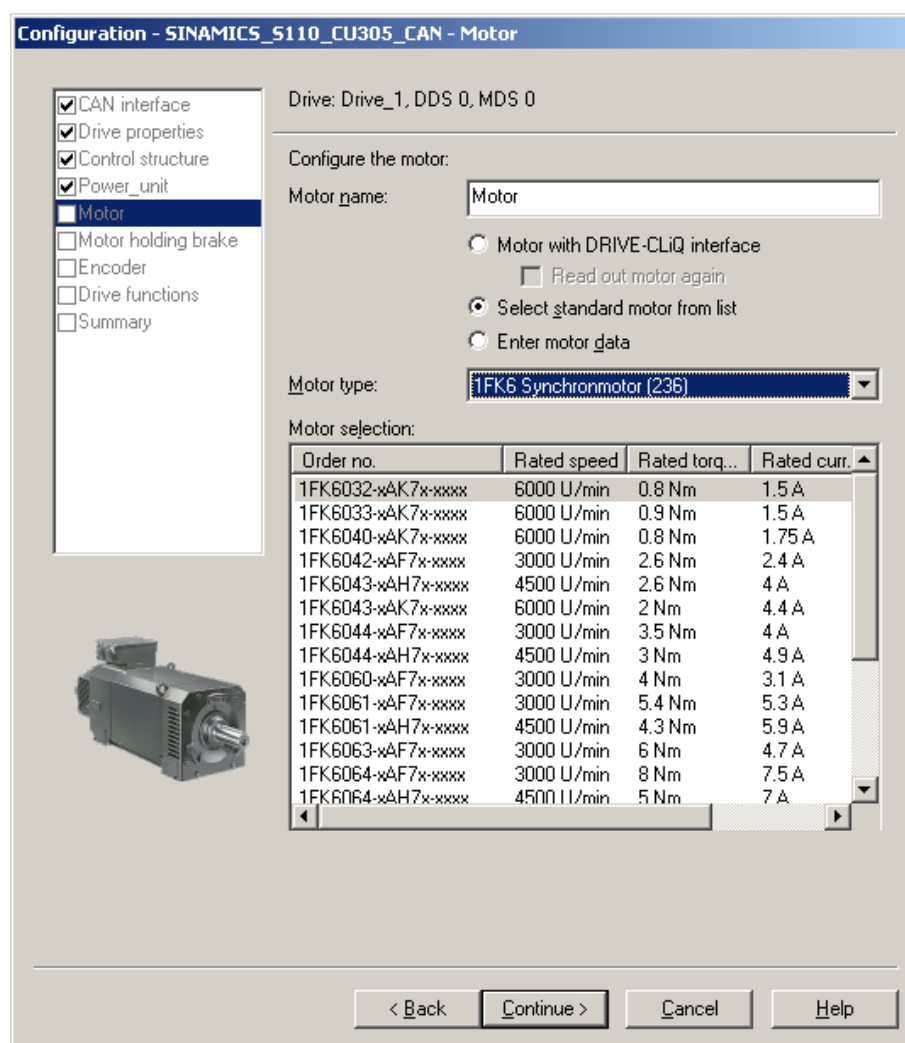 Configuration - SINAMICS_S110_CU305_CAN - Motor
CAN interface
Drive properties
Control structure
Power_unit
Motor
Motor holding brake
Encoder
Drive functions
Summary
Drive: Drive_1, DDS 0, MDS 0
Configure the motor:
Motor name: Motor
Motor with DRIVE-CLiQ interface
Read out motor again
Select standard motor from list
Enter motor data
Motor type: 1FK6 Synchronmotor (236)
Motor selection:
Order no. Rated speed Rated torq... Rated curr.
1FK6032-xAK7x-xxxx 6000 U/min 0.8 Nm 1.5 A
1FK6033-xAK7x-xxxx 6000 U/min 0.9 Nm 1.5 A
1FK6040-xAK7x-xxxx 6000 U/min 0.8 Nm 1.75 A
1FK6042-xAF7x-xxxx 3000 U/min 2.6 Nm 2.4 A
1FK6043-xAH7x-xxxx 4500 U/min 2.6 Nm 4 A
1FK6043-xAK7x-xxxx 6000 U/min 2 Nm 4.4 A
1FK6044-xAF7x-xxxx 3000 U/min 3.5 Nm 4 A
1FK6044-xAH7x-xxxx 4500 U/min 3 Nm 4.9 A
1FK6060-xAF7x-xxxx 3000 U/min 4 Nm 3.1 A
1FK6061-xAF7x-xxxx 3000 U/min 5.4 Nm 5.3 A
1FK6061-xAH7x-xxxx 4500 U/min 4.3 Nm 5.9 A
1FK6063-xAF7x-xxxx 3000 U/min 6 Nm 4.7 A
1FK6064-xAF7x-xxxx 3000 U/min 8 Nm 7.5 A
1FK6064-xAH7x-xxxx 4500 U/min 5 Nm 7 A
< Back Continue > Cancel Help